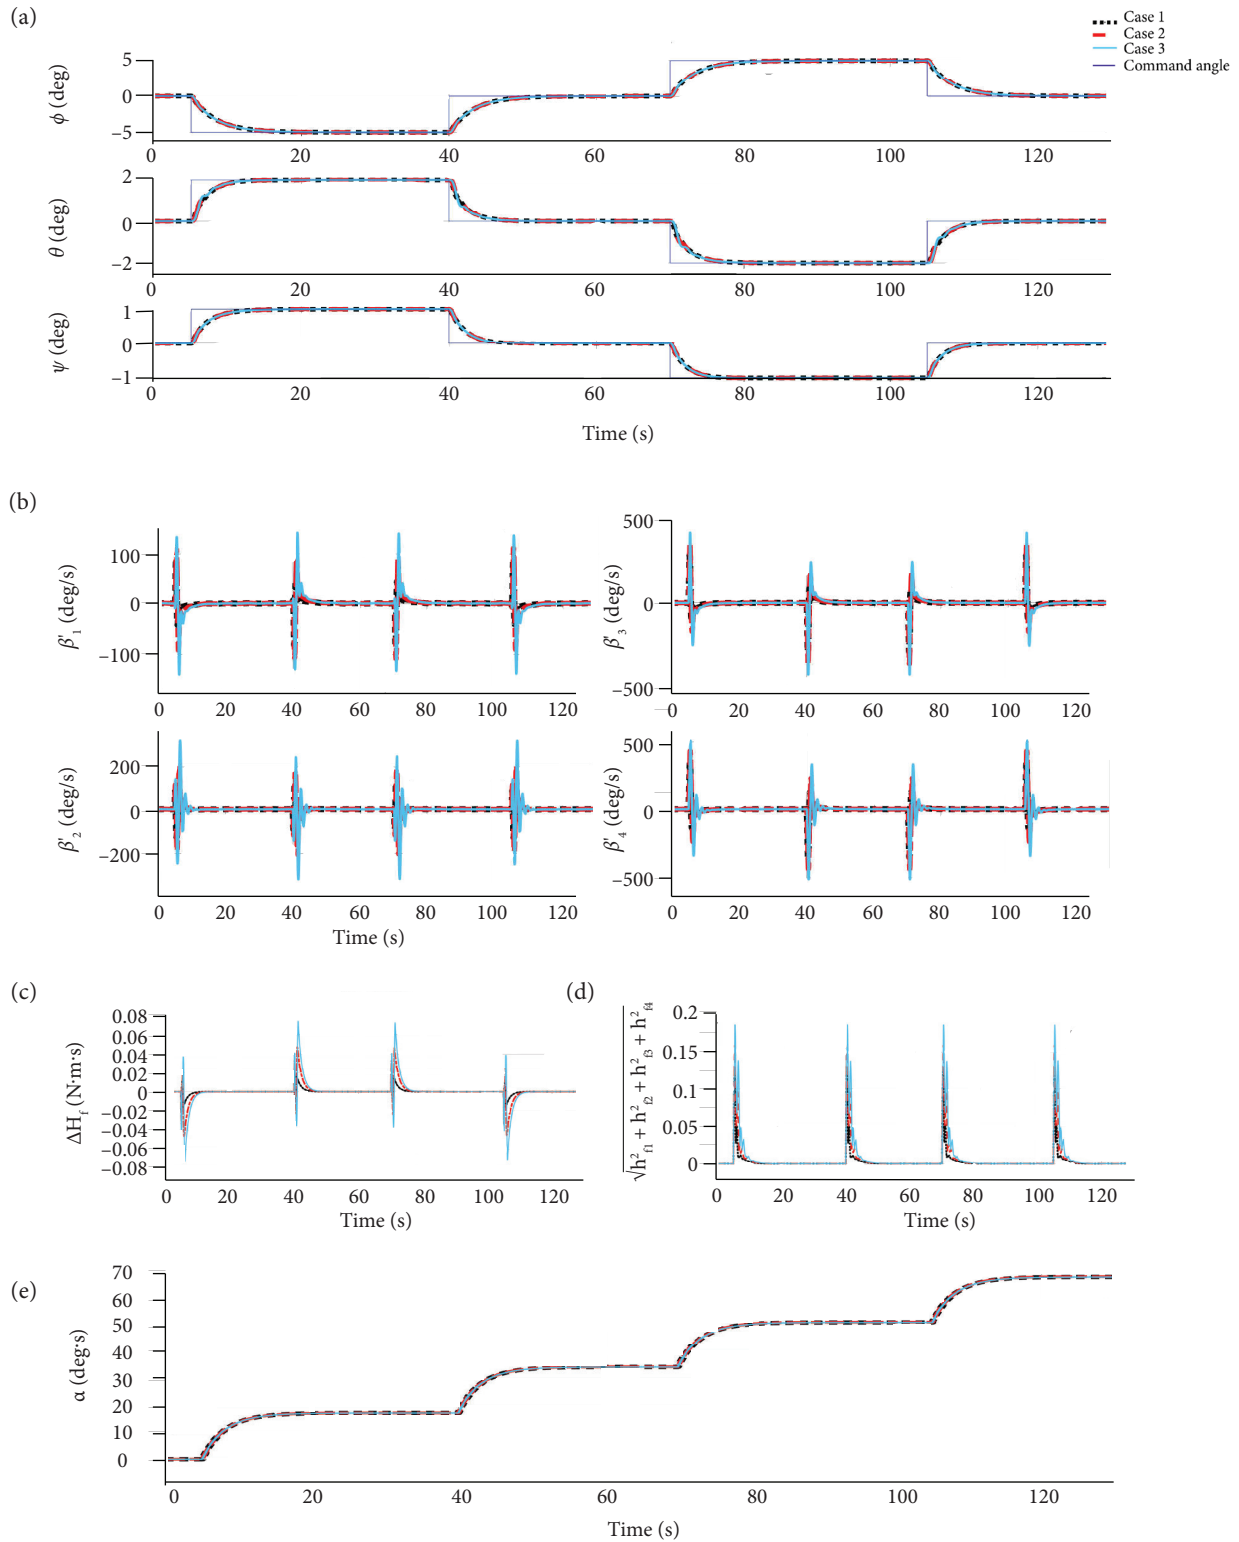 (a)
Case 1
Case 2
Case 3
Command angle
ϕ (deg)
5
0
−5
0 20 40 60 80 100 120
θ (deg)
2
0
−2
0 20 40 60 80 100 120
ψ (deg)
1
0
−1
0 20 40 60 80 100 120
Time (s)
(b)
β′1 (deg/s)
100
0
−100
0 20 40 60 80 100 120
β′3 (deg/s)
500
0
−500
0 20 40 60 80 100 120
β′2 (deg/s)
200
0
−200
0 20 40 60 80 100 120
Time (s)
β′4 (deg/s)
500
0
−500
0 20 40 60 80 100 120
(c)
ΔHf (N·m·s)
0.08
0.06
0.04
0.02
0
−0.02
−0.04
−0.06
−0.08
0 20 40 60 80 100 120
Time (s)
(d)
√h²f1 + h²f2 + h²f3 + h²f4
0.2
0.15
0.1
0.05
0
0 20 40 60 80 100 120
Time (s)
(e)
α (deg·s)
70
60
50
40
30
20
10
0
0 20 40 60 80 100 120
Time (s)